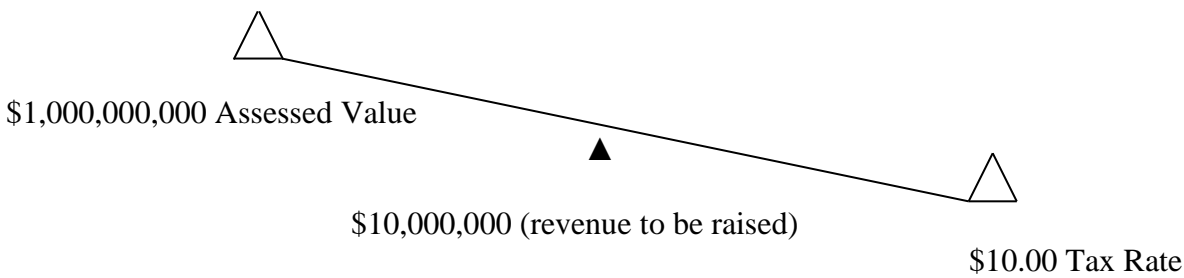 $1,000,000,000 Assessed Value
$10,000,000 (revenue to be raised)
$10.00 Tax Rate